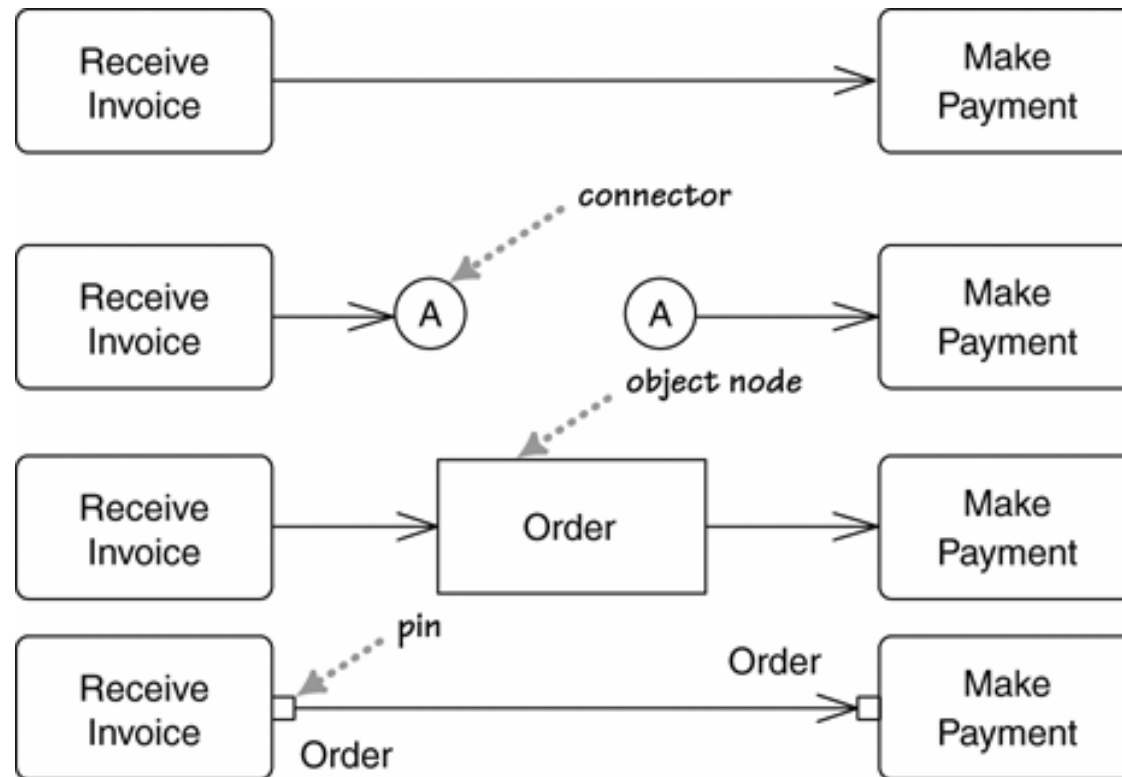 Receive
Invoice
Make
Payment
connector
Receive
Invoice
A
A
Make
Payment
object node
Receive
Invoice
Order
Make
Payment
pin
Receive
Invoice
Order
Order
Make
Payment